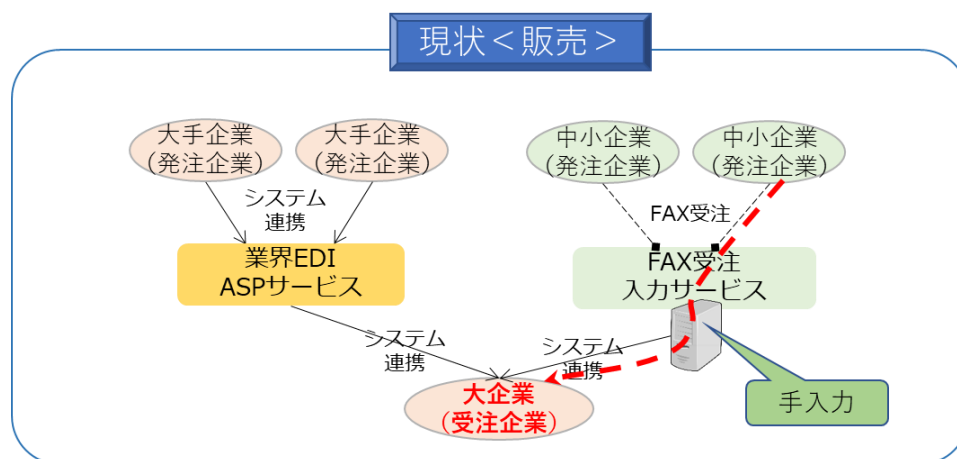 現状＜販売＞
大手企業
（発注企業）
大手企業
（発注企業）
中小企業
（発注企業）
中小企業
（発注企業）
システム
連携
FAX受注
業界EDI
ASPサービス
FAX受注
入力サービス
システム
連携
システム
連携
大企業
（受注企業）
手入力